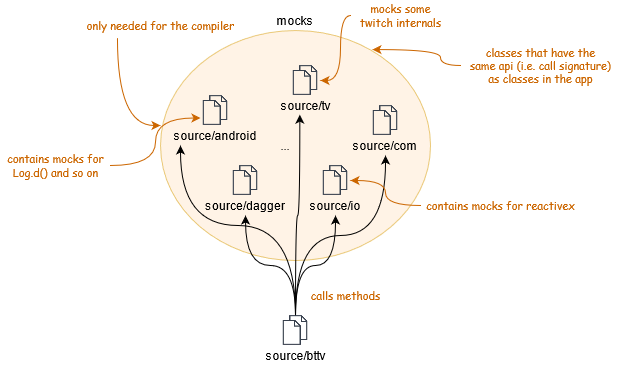 mocks
only needed for the compiler
mocks some
twitch internals
classes that have the
same api (i.e. call signature)
as classes in the app
source/tv
source/android
source/com
...
contains mocks for
Log.d() and so on
source/dagger
source/io
contains mocks for reactivex
calls methods
source/bttv